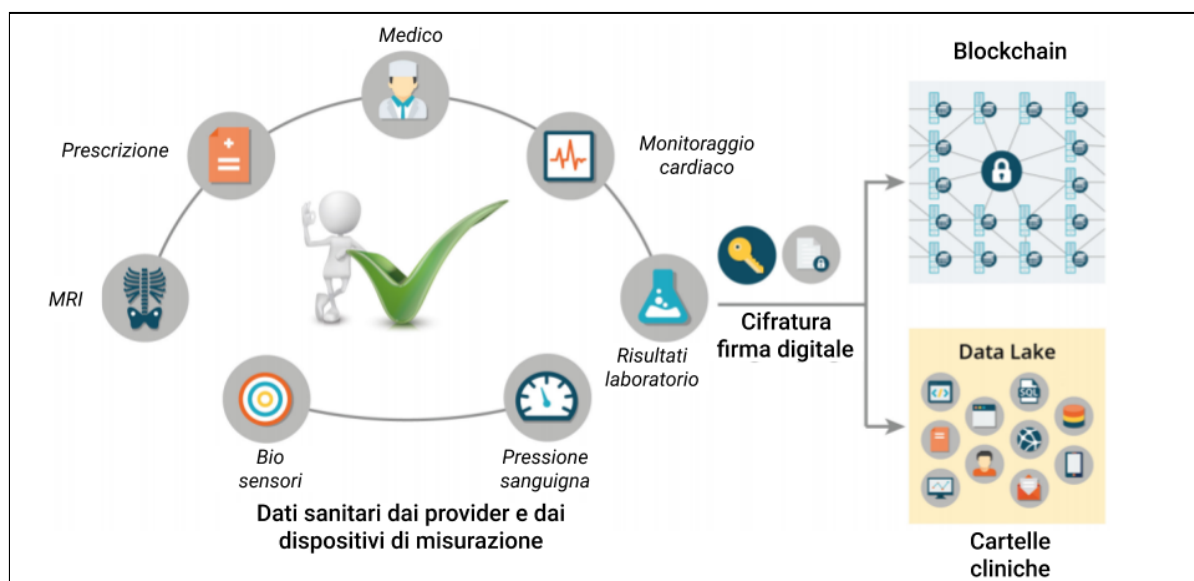 Medico
Blockchain
Prescrizione
Monitoraggio
cardiaco
MRI
Cifratura
firma digitale
Risultati
laboratorio
Data Lake
SQL
Bio
sensori
Pressione
sanguigna
Dati sanitari dai provider e dai
dispositivi di misurazione
Cartelle
cliniche